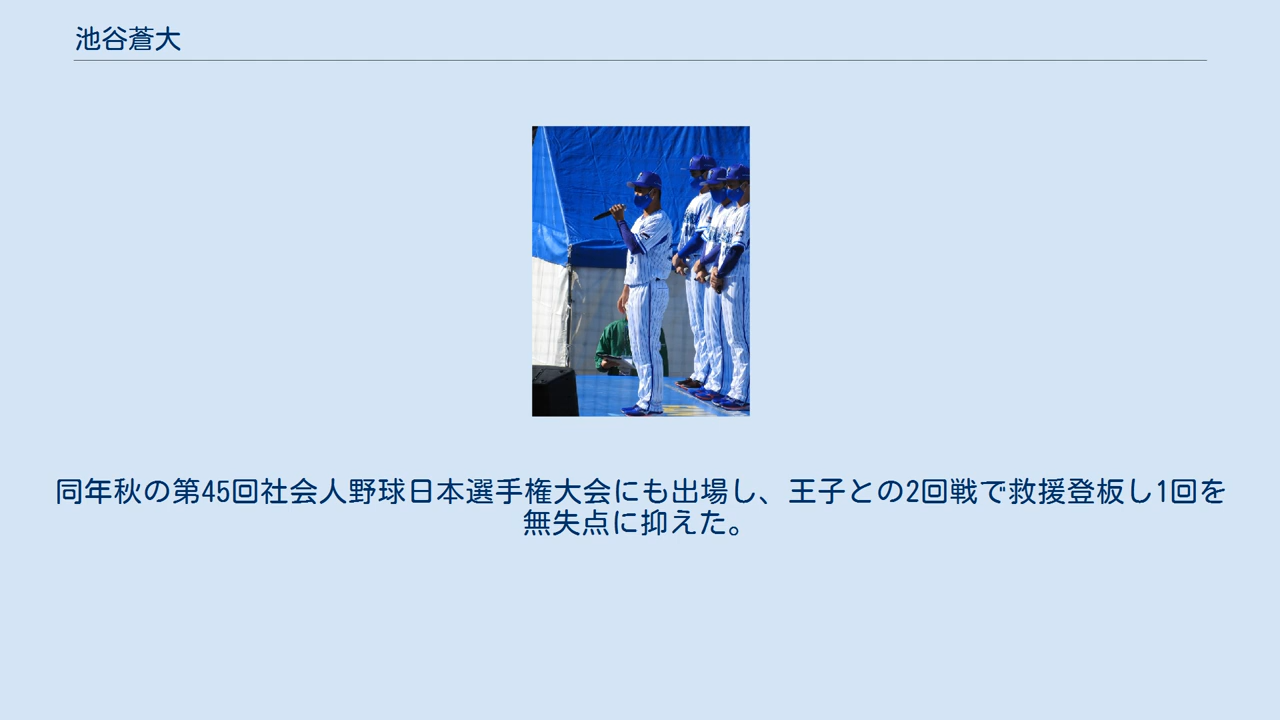 池谷蒼大
同年秋の第45回社会人野球日本選手権大会にも出場し、王子との2回戦で救援登板し1回を
無失点に抑えた。